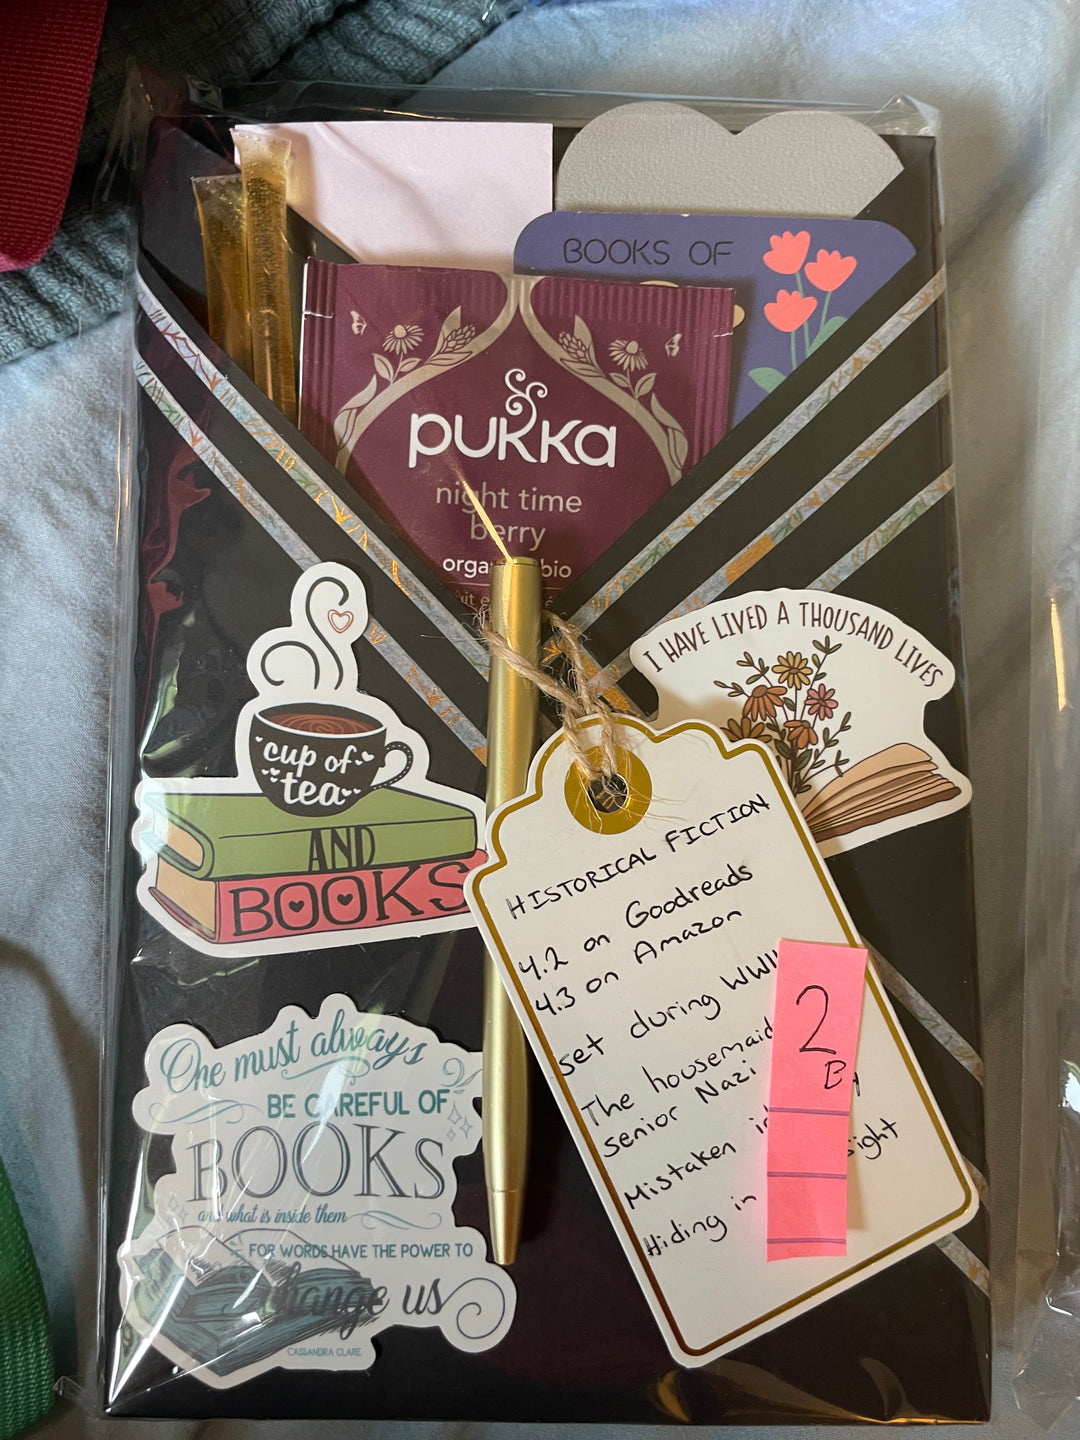 BOOKS OF
pukka
night time
berry
bio
I HAVE LIVED A THOUSAND LIVES
cup of
tea
AND
BOOKS
HISTORICAL FICTION
4.2 on Goodreads
4.3 on Amazon
set during WWII
The housemaid
senior Nazi
Mistaken
Hiding in sight
2
B
One must always
BE CAREFUL OF
BOOKS
and what is inside them
FOR WORDS HAVE THE POWER TO
change us
CASSANDRA CLARE